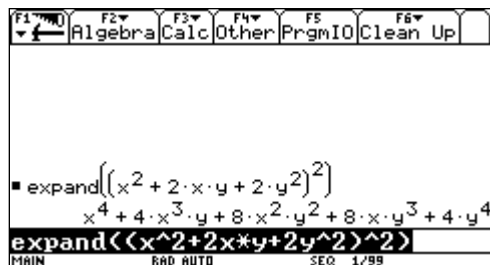 F1 F2 F3 F4 F5 F6
Algebra Calc Other PrgmIO Clean Up
▪ expand((x² + 2·x·y + 2·y²)²)
x⁴ + 4·x³·y + 8·x²·y² + 8·x·y³ + 4·y⁴
expand((x^2+2x*y+2y^2)^2)
MAIN RAD AUTO SEQ 1/99